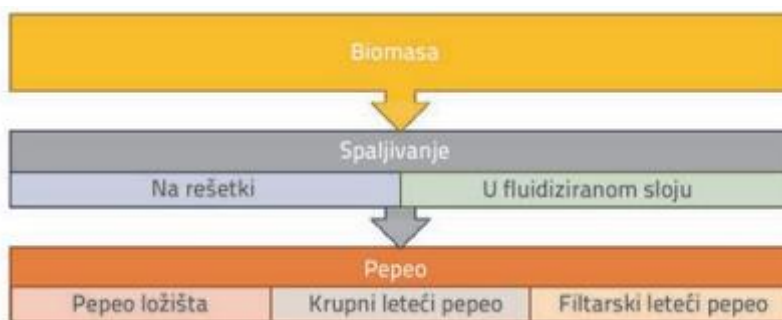 Biomasa
Spaljivanje
Na rešetki
U fluidiziranom sloju
Pepeo
Pepeo ložišta
Krupni leteći pepeo
Filtarski leteći pepeo